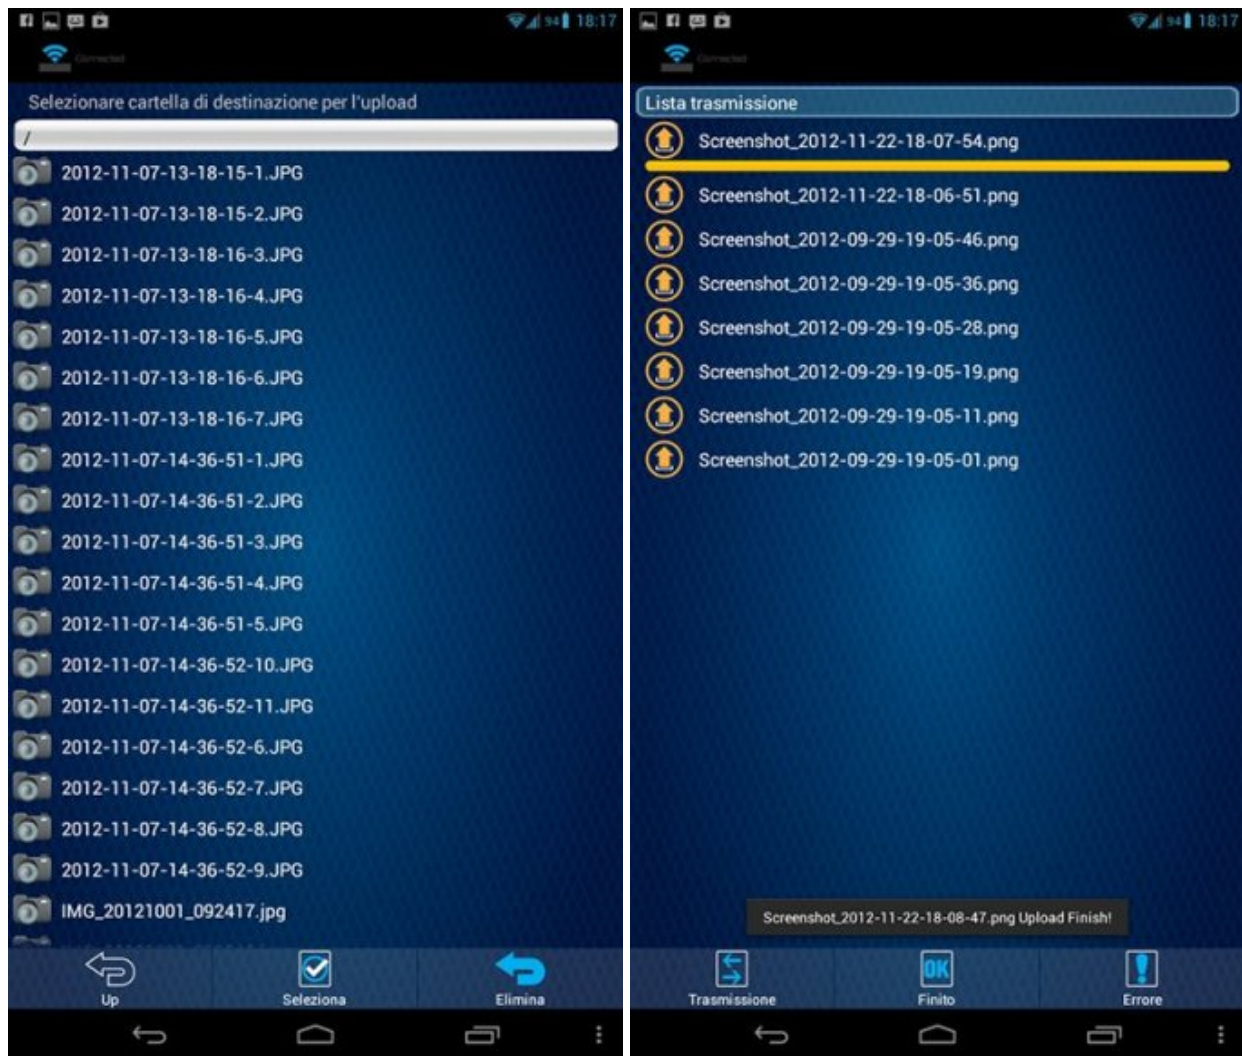 94 18:17
Connected
Selezionare cartella di destinazione per l'upload
/
2012-11-07-13-18-15-1.JPG
2012-11-07-13-18-15-2.JPG
2012-11-07-13-18-16-3.JPG
2012-11-07-13-18-16-4.JPG
2012-11-07-13-18-16-5.JPG
2012-11-07-13-18-16-6.JPG
2012-11-07-13-18-16-7.JPG
2012-11-07-14-36-51-1.JPG
2012-11-07-14-36-51-2.JPG
2012-11-07-14-36-51-3.JPG
2012-11-07-14-36-51-4.JPG
2012-11-07-14-36-51-5.JPG
2012-11-07-14-36-52-10.JPG
2012-11-07-14-36-52-11.JPG
2012-11-07-14-36-52-6.JPG
2012-11-07-14-36-52-7.JPG
2012-11-07-14-36-52-8.JPG
2012-11-07-14-36-52-9.JPG
IMG_20121001_092417.jpg
Up
Seleziona
Elimina
94 18:17
Connected
Lista trasmissione
Screenshot_2012-11-22-18-07-54.png
Screenshot_2012-11-22-18-06-51.png
Screenshot_2012-09-29-19-05-46.png
Screenshot_2012-09-29-19-05-36.png
Screenshot_2012-09-29-19-05-28.png
Screenshot_2012-09-29-19-05-19.png
Screenshot_2012-09-29-19-05-11.png
Screenshot_2012-09-29-19-05-01.png
Screenshot_2012-11-22-18-08-47.png Upload Finish!
Trasmissione
OK
Finito
Errore